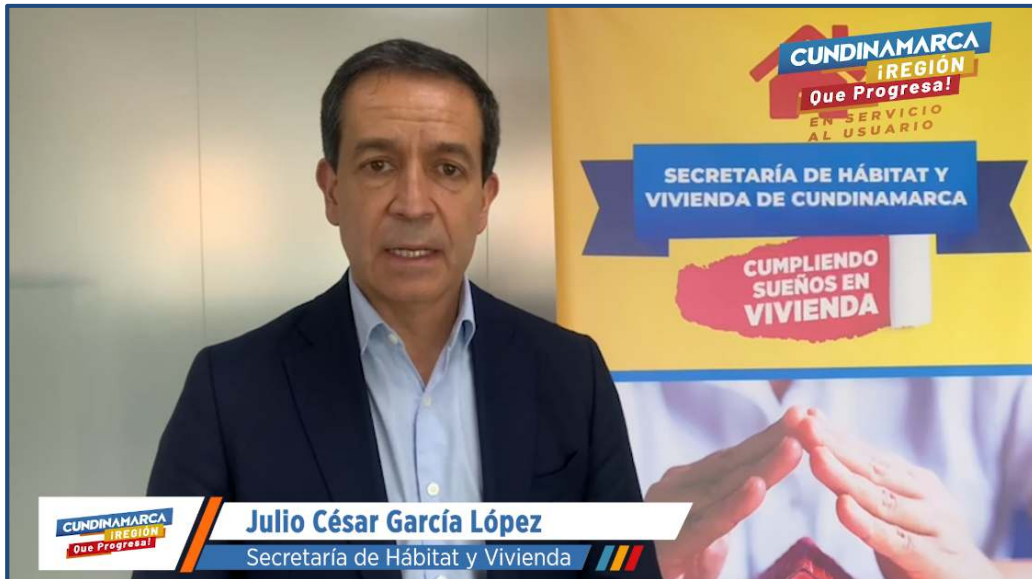 CUNDINAMARCA
¡REGIÓN
Que Progresa!
EN SERVICIO
AL USUARIO
SECRETARÍA DE HÁBITAT Y
VIVIENDA DE CUNDINAMARCA
CUMPLIENDO
SUEÑOS EN
VIVIENDA
CUNDINAMARCA
¡REGIÓN
Que Progresa!
Julio César García López
Secretaría de Hábitat y Vivienda